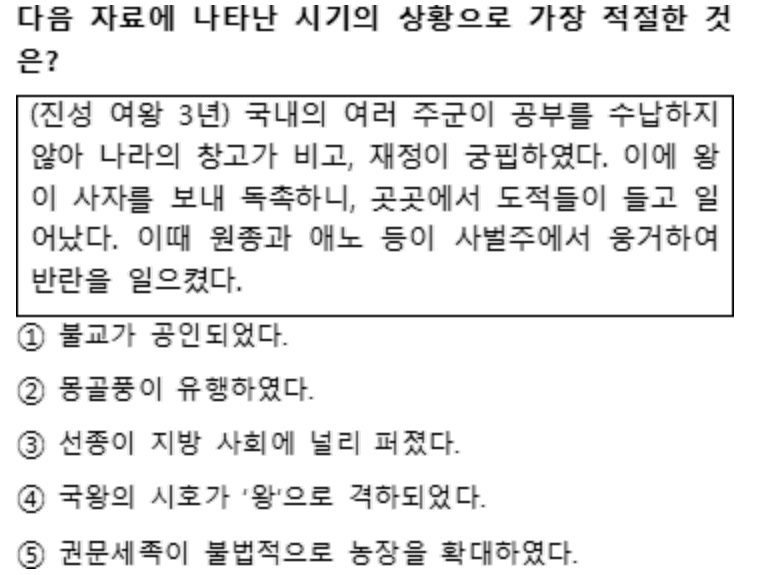 다음 자료에 나타난 시기의 상황으로 가장 적절한 것
은?
(진성 여왕 3년) 국내의 여러 주군이 공부를 수납하지
않아 나라의 창고가 비고, 재정이 궁핍하였다. 이에 왕
이 사자를 보내 독촉하니, 곳곳에서 도적들이 들고 일
어났다. 이때 원종과 애노 등이 사벌주에서 웅거하여
반란을 일으켰다.
① 불교가 공인되었다.
② 몽골풍이 유행하였다.
③ 선종이 지방 사회에 널리 퍼졌다.
④ 국왕의 시호가 '왕'으로 격하되었다.
⑤ 권문세족이 불법적으로 농장을 확대하였다.